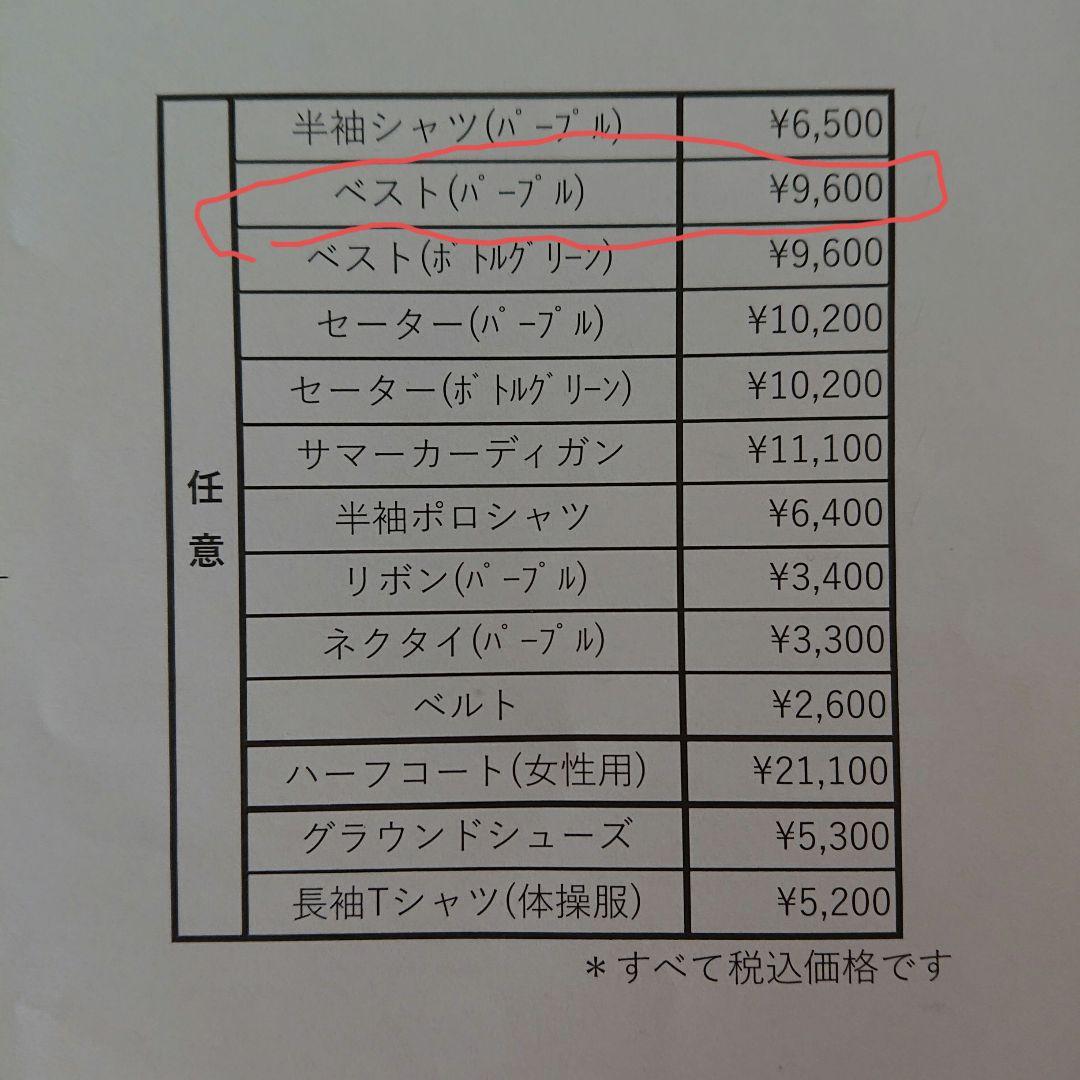 任意
半袖シャツ(ﾊﾟｰﾌﾟﾙ) ¥6,500
ベスト(ﾊﾟｰﾌﾟﾙ) ¥9,600
ベスト(ﾎﾞﾄﾙｸﾞﾘｰﾝ) ¥9,600
セーター(ﾊﾟｰﾌﾟﾙ) ¥10,200
セーター(ﾎﾞﾄﾙｸﾞﾘｰﾝ) ¥10,200
サマーカーディガン ¥11,100
半袖ポロシャツ ¥6,400
リボン(ﾊﾟｰﾌﾟﾙ) ¥3,400
ネクタイ(ﾊﾟｰﾌﾟﾙ) ¥3,300
ベルト ¥2,600
ハーフコート(女性用) ¥21,100
グラウンドシューズ ¥5,300
長袖Tシャツ(体操服) ¥5,200
＊すべて税込価格です